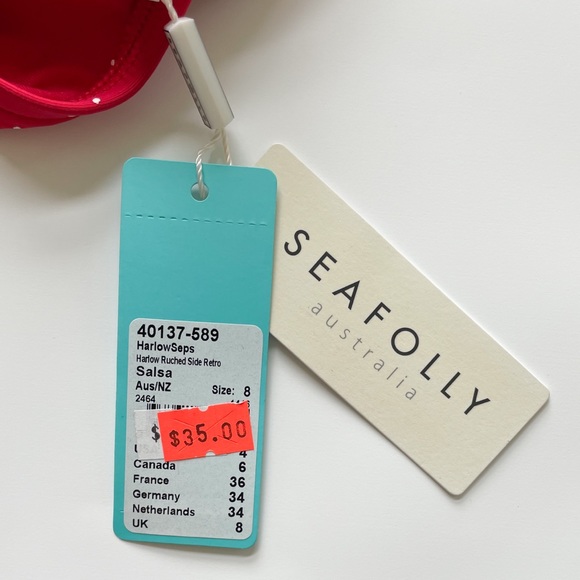 40137-589
HarlowSeps
Harlow Ruched Side Retro
Salsa
Aus/NZ Size: 8
2464
$
$35.00
4
Canada 6
France 36
Germany 34
Netherlands 34
UK 8
SEAFOLLY
australia